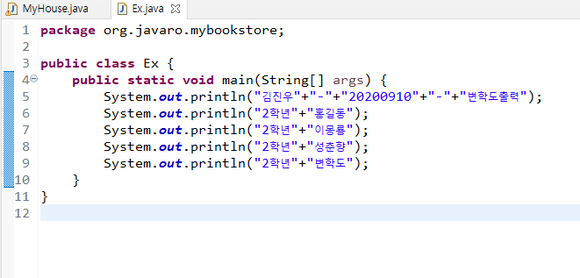 MyHouse.java Ex.java
1 package org.javaro.mybookstore;
2
3 public class Ex {
4 public static void main(String[] args) {
5 System.out.println("김진우"+"-"+"20200910"+"-"+"변학도출력");
6 System.out.println("2학년"+"홍길동");
7 System.out.println("2학년"+"이몽룡");
8 System.out.println("2학년"+"성춘향");
9 System.out.println("2학년"+"변학도");
10 }
11 }
12